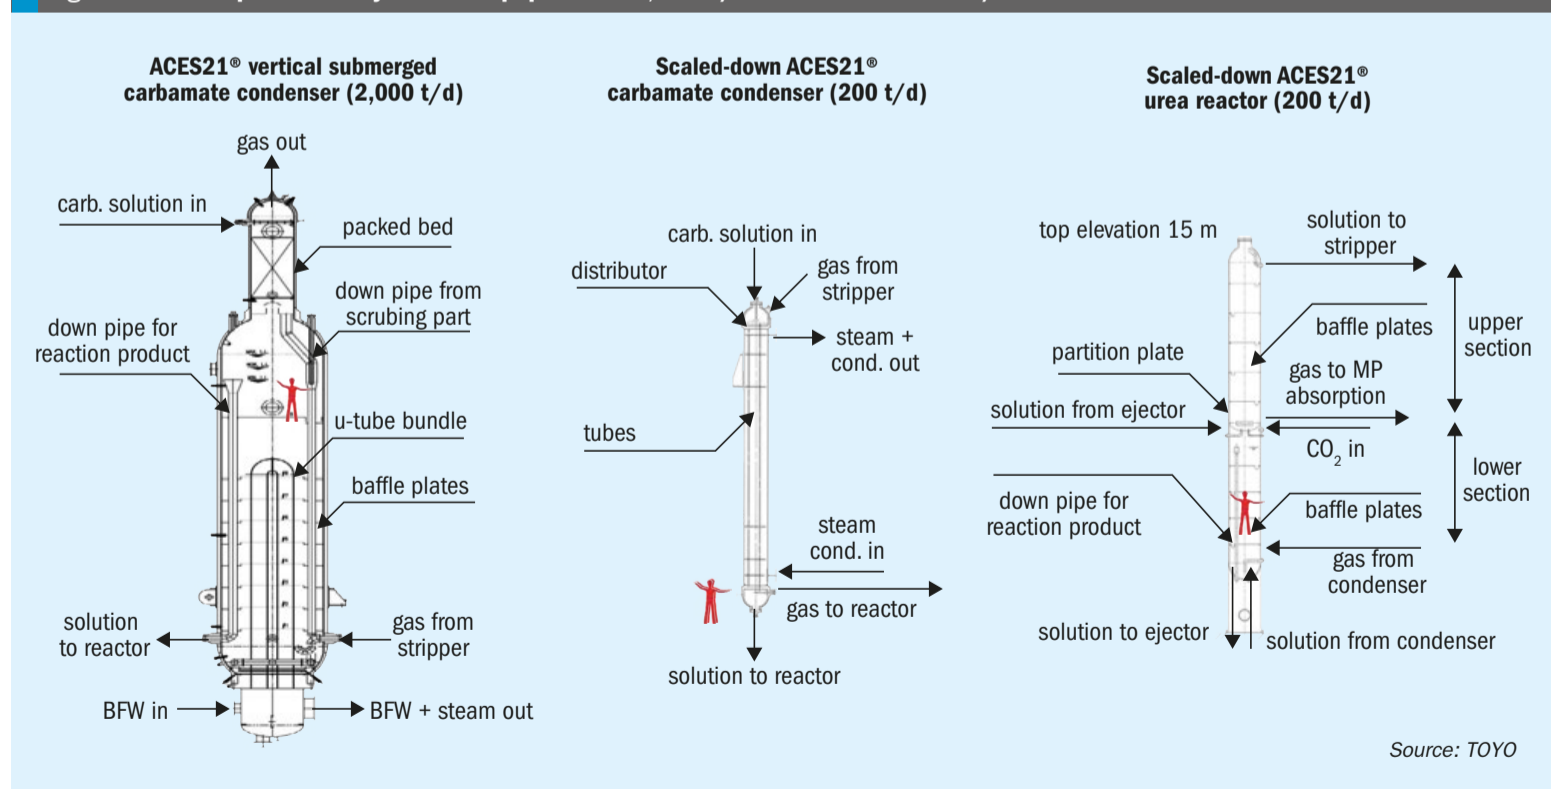 ACES21® vertical submerged
carbamate condenser (2,000 t/d)
gas out
carb. solution in
packed bed
down pipe from
scrubing part
down pipe for
reaction product
u-tube bundle
baffle plates
solution
to reactor
gas from
stripper
BFW in
BFW + steam out
Scaled-down ACES21®
carbamate condenser (200 t/d)
carb. solution in
distributor
gas from
stripper
steam +
cond. out
tubes
steam
cond. in
gas to reactor
solution to reactor
Scaled-down ACES21®
urea reactor (200 t/d)
top elevation 15 m
solution to
stripper
baffle plates
upper
section
partition plate
gas to MP
absorption
solution from ejector
CO₂ in
lower
section
down pipe for
reaction product
baffle plates
gas from
condenser
solution to ejector
solution from condenser
Source: TOYO